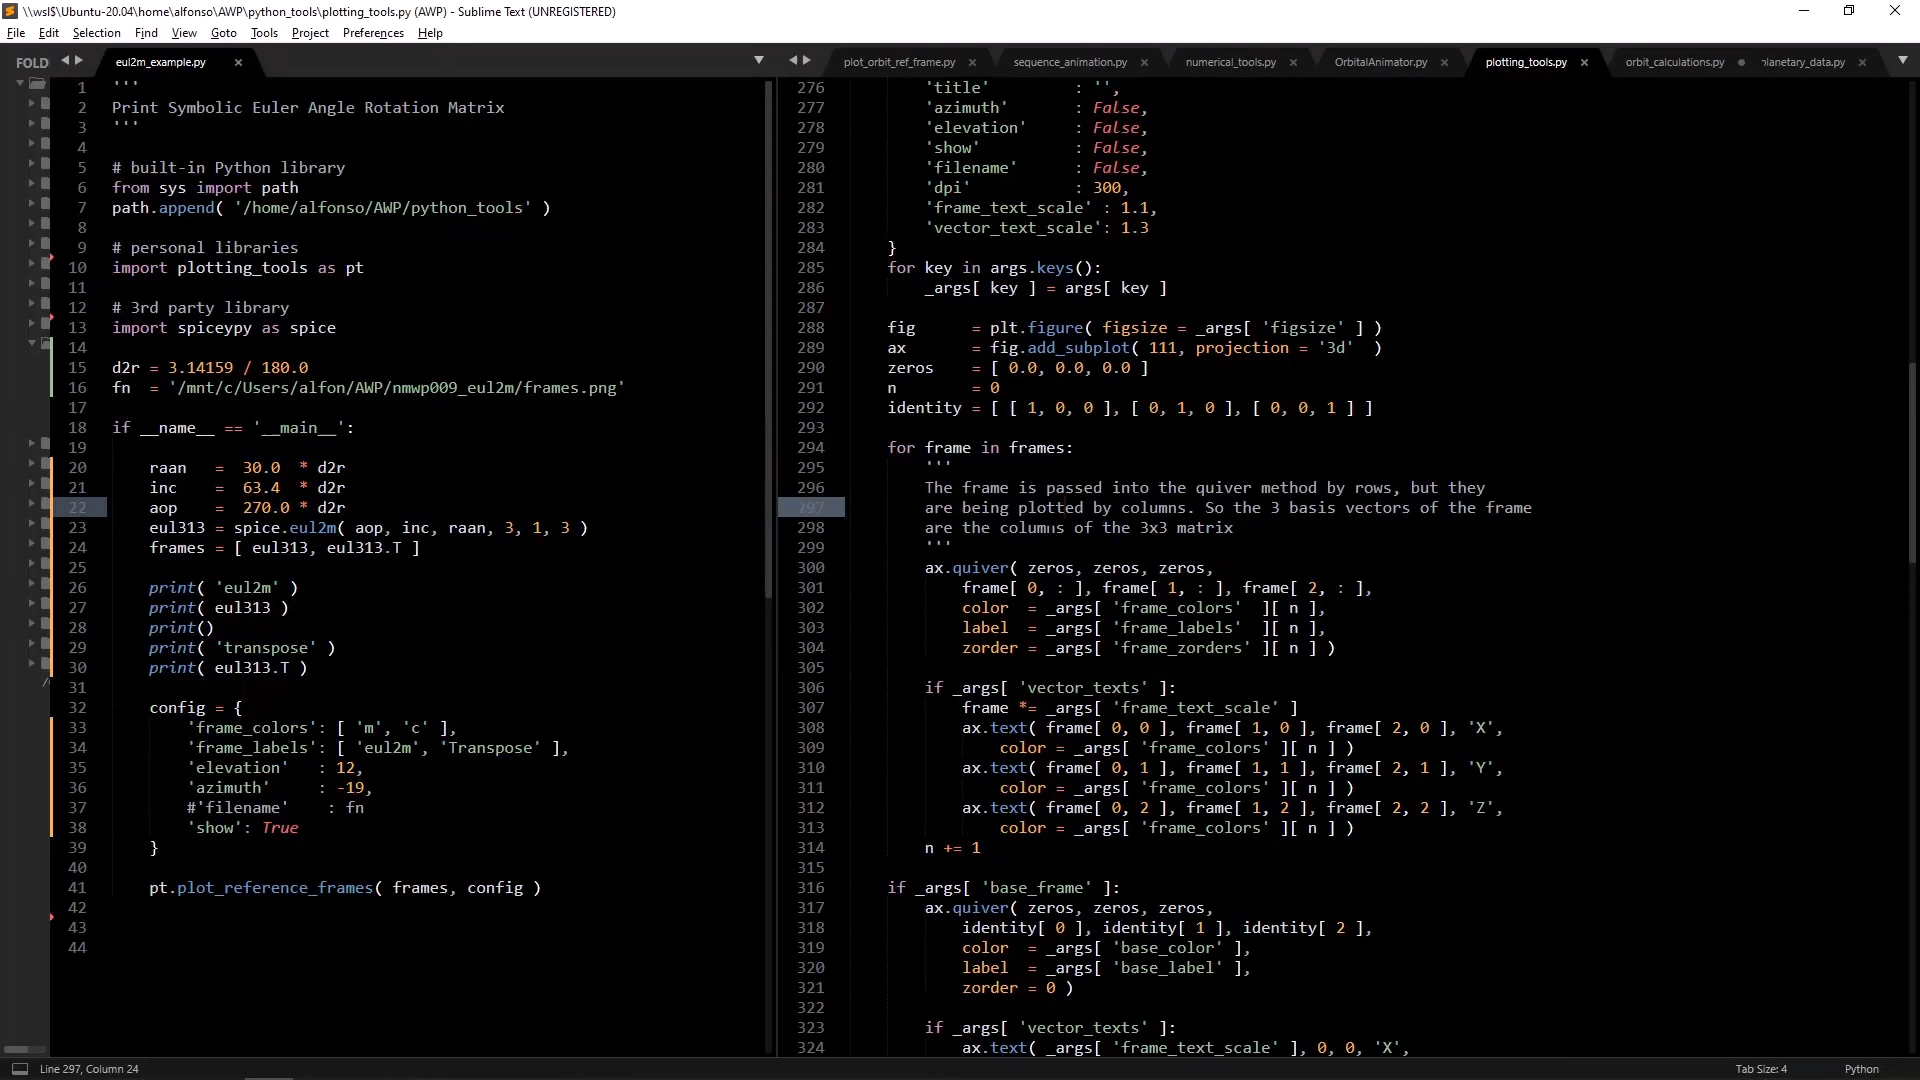 \\wsl$\Ubuntu-20.04\home\alfonso\AWP\python_tools\plotting_tools.py (AWP) - Sublime Text (UNREGISTERED)
File Edit Selection Find View Goto Tools Project Preferences Help
FOLD
eul2m_example.py
1 '''
2 Print Symbolic Euler Angle Rotation Matrix
3 '''
4
5 # built-in Python library
6 from sys import path
7 path.append( '/home/alfonso/AWP/python_tools' )
8
9 # personal libraries
10 import plotting_tools as pt
11
12 # 3rd party library
13 import spiceypy as spice
14
15 d2r = 3.14159 / 180.0
16 fn  = '/mnt/c/Users/alfon/AWP/nmwp009_eul2m/frames.png'
17
18 if __name__ == '__main__':
19
20     raan   =  30.0  * d2r
21     inc    =  63.4  * d2r
22     aop    =  270.0 * d2r
23     eul313 = spice.eul2m( aop, inc, raan, 3, 1, 3 )
24     frames = [ eul313, eul313.T ]
25
26     print( 'eul2m' )
27     print( eul313 )
28     print()
29     print( 'transpose' )
30     print( eul313.T )
31
32     config = {
33         'frame_colors': [ 'm', 'c' ],
34         'frame_labels': [ 'eul2m', 'Transpose' ],
35         'elevation'   : 12,
36         'azimuth'     : -19,
37         #'filename'    : fn
38         'show': True
39     }
40
41     pt.plot_reference_frames( frames, config )
42
43
44
plot_orbit_ref_frame.py sequence_animation.py numerical_tools.py OrbitalAnimator.py plotting_tools.py orbit_calculations.py planetary_data.py
276         'title'            : '',
277         'azimuth'          : False,
278         'elevation'        : False,
279         'show'             : False,
280         'filename'         : False,
281         'dpi'              : 300,
282         'frame_text_scale' : 1.1,
283         'vector_text_scale': 1.3
284     }
285     for key in args.keys():
286         _args[ key ] = args[ key ]
287
288     fig      = plt.figure( figsize = _args[ 'figsize' ] )
289     ax       = fig.add_subplot( 111, projection = '3d'  )
290     zeros    = [ 0.0, 0.0, 0.0 ]
291     n        = 0
292     identity = [ [ 1, 0, 0 ], [ 0, 1, 0 ], [ 0, 0, 1 ] ]
293
294     for frame in frames:
295         '''
296         The frame is passed into the quiver method by rows, but they
297         are being plotted by columns. So the 3 basis vectors of the frame
298         are the columns of the 3x3 matrix
299         '''
300         ax.quiver( zeros, zeros, zeros,
301             frame[ 0, : ], frame[ 1, : ], frame[ 2, : ],
302             color  = _args[ 'frame_colors'  ][ n ],
303             label  = _args[ 'frame_labels'  ][ n ],
304             zorder = _args[ 'frame_zorders' ][ n ] )
305
306         if _args[ 'vector_texts' ]:
307             frame *= _args[ 'frame_text_scale' ]
308             ax.text( frame[ 0, 0 ], frame[ 1, 0 ], frame[ 2, 0 ], 'X',
309                 color = _args[ 'frame_colors' ][ n ] )
310             ax.text( frame[ 0, 1 ], frame[ 1, 1 ], frame[ 2, 1 ], 'Y',
311                 color = _args[ 'frame_colors' ][ n ] )
312             ax.text( frame[ 0, 2 ], frame[ 1, 2 ], frame[ 2, 2 ], 'Z',
313                 color = _args[ 'frame_colors' ][ n ] )
314         n += 1
315
316     if _args[ 'base_frame' ]:
317         ax.quiver( zeros, zeros, zeros,
318             identity[ 0 ], identity[ 1 ], identity[ 2 ],
319             color  = _args[ 'base_color' ],
320             label  = _args[ 'base_label' ],
321             zorder = 0 )
322
323         if _args[ 'vector_texts' ]:
324             ax.text( _args[ 'frame_text_scale' ], 0, 0, 'X',
Line 297, Column 24
Tab Size: 4 Python